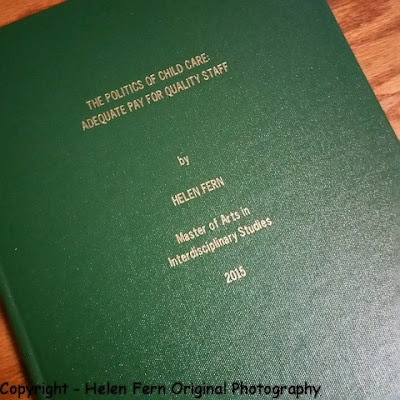 THE POLITICS OF CHILD CARE:
ADEQUATE PAY FOR QUALITY STAFF
by
HELEN FERN
Master of Arts in
Interdisciplinary Studies
2015
Copyright - Helen Fern Original Photography